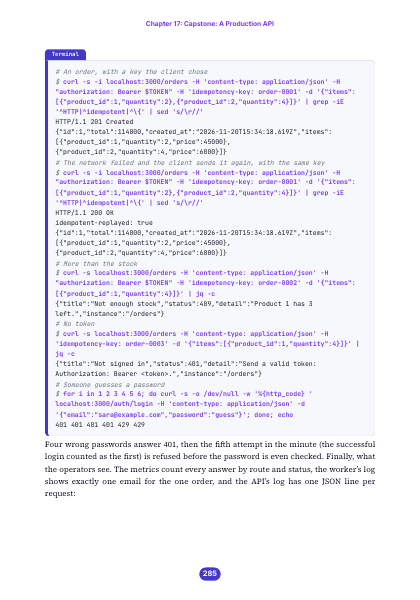 Chapter 17: Capstone: A Production API
Terminal
# An order, with a key the client chose
$ curl -s -i localhost:3000/orders -H 'content-type: application/json' -H
"authorization: Bearer $TOKEN" -H 'idempotency-key: order-0001' -d '{"items":
[{"product_id":1,"quantity":2},{"product_id":2,"quantity":4}]}' | grep -iE
'^HTTP|^idempotent|^\{' | sed 's/\r//'
HTTP/1.1 201 Created
{"id":1,"total":114000,"created_at":"2026-11-20T15:34:18.619Z","items":
[{"product_id":1,"quantity":2,"price":45000},
{"product_id":2,"quantity":4,"price":6000}]}
# The network failed and the client sends it again, with the same key
$ curl -s -i localhost:3000/orders -H 'content-type: application/json' -H
"authorization: Bearer $TOKEN" -H 'idempotency-key: order-0001' -d '{"items":
[{"product_id":1,"quantity":2},{"product_id":2,"quantity":4}]}' | grep -iE
'^HTTP|^idempotent|^\{' | sed 's/\r//'
HTTP/1.1 200 OK
idempotent-replayed: true
{"id":1,"total":114000,"created_at":"2026-11-20T15:34:18.619Z","items":
[{"product_id":1,"quantity":2,"price":45000},
{"product_id":2,"quantity":4,"price":6000}]}
# More than the stock
$ curl -s localhost:3000/orders -H 'content-type: application/json' -H
"authorization: Bearer $TOKEN" -H 'idempotency-key: order-0002' -d '{"items":
[{"product_id":1,"quantity":4}]}' | jq -c
{"title":"Not enough stock","status":409,"detail":"Product 1 has 3
left.","instance":"/orders"}
# No token
$ curl -s localhost:3000/orders -H 'content-type: application/json' -H
'idempotency-key: order-0003' -d '{"items":[{"product_id":1,"quantity":4}]}' |
jq -c
{"title":"Not signed in","status":401,"detail":"Send a valid token:
Authorization: Bearer <token>.","instance":"/orders"}
# Someone guesses a password
$ for i in 1 2 3 4 5 6; do curl -s -o /dev/null -w '%{http_code} '
localhost:3000/auth/login -H 'content-type: application/json' -d
'{"email":"sara@example.com","password":"guess"}'; done; echo
401 401 401 401 429 429
Four wrong passwords answer 401, then the fifth attempt in the minute (the successful
login counted as the first) is refused before the password is even checked. Finally, what
the operators see. The metrics count every answer by route and status, the worker's log
shows exactly one email for the one order, and the API's log has one JSON line per
request:
285